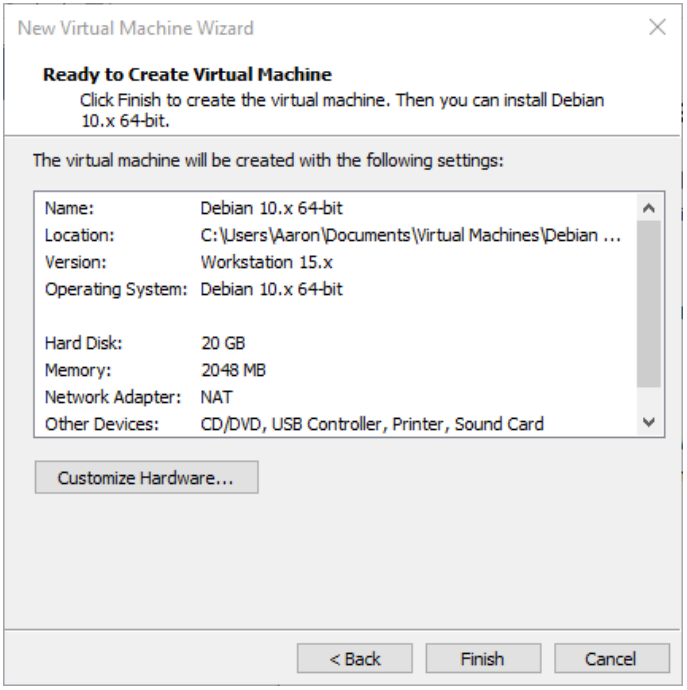 New Virtual Machine Wizard
Ready to Create Virtual Machine
Click Finish to create the virtual machine. Then you can install Debian
10.x 64-bit.
The virtual machine will be created with the following settings:
Name: Debian 10.x 64-bit
Location: C:\Users\Aaron\Documents\Virtual Machines\Debian ...
Version: Workstation 15.x
Operating System: Debian 10.x 64-bit
Hard Disk: 20 GB
Memory: 2048 MB
Network Adapter: NAT
Other Devices: CD/DVD, USB Controller, Printer, Sound Card
Customize Hardware...
< Back Finish Cancel